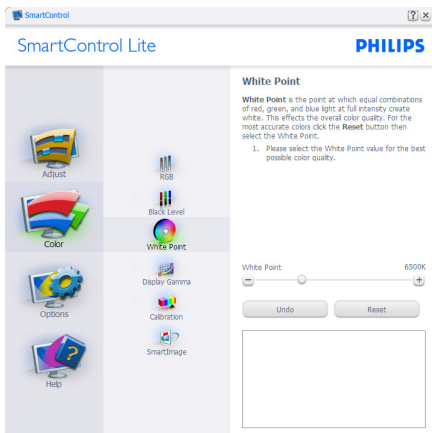 SmartControl
SmartControl Lite
PHILIPS
Adjust
Color
Options
Help
RGB
Black Level
White Point
Display Gamma
Calibration
SmartImage
White Point
White Point is the point at which equal combinations
of red, green, and blue light at full intensity create
white. This effects the overall color quality. For the
most accurate colors click the Reset button then
select the White Point.
1. Please select the White Point value for the best
possible color quality.
White Point 6500K
Undo Reset